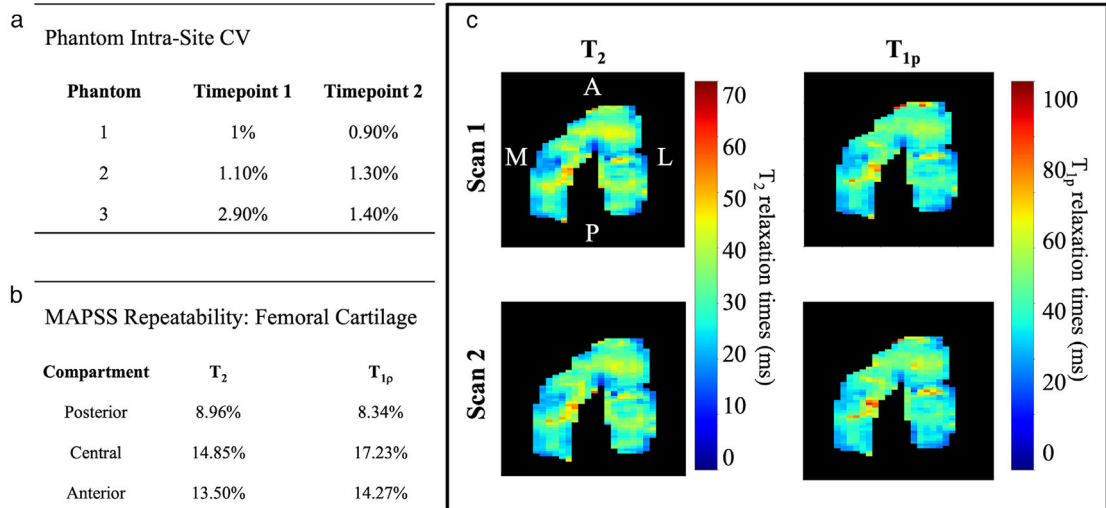 a
Phantom Intra-Site CV
Phantom Timepoint 1 Timepoint 2
1 1% 0.90%
2 1.10% 1.30%
3 2.90% 1.40%
b
MAPSS Repeatability: Femoral Cartilage
Compartment T2 T1ρ
Posterior 8.96% 8.34%
Central 14.85% 17.23%
Anterior 13.50% 14.27%
c
T2 T1p
Scan 1
A
M L
P
Scan 2
70
60
50
40
30
20
10
0
T2 relaxation times (ms)
100
80
60
40
20
0
T1p relaxation times (ms)